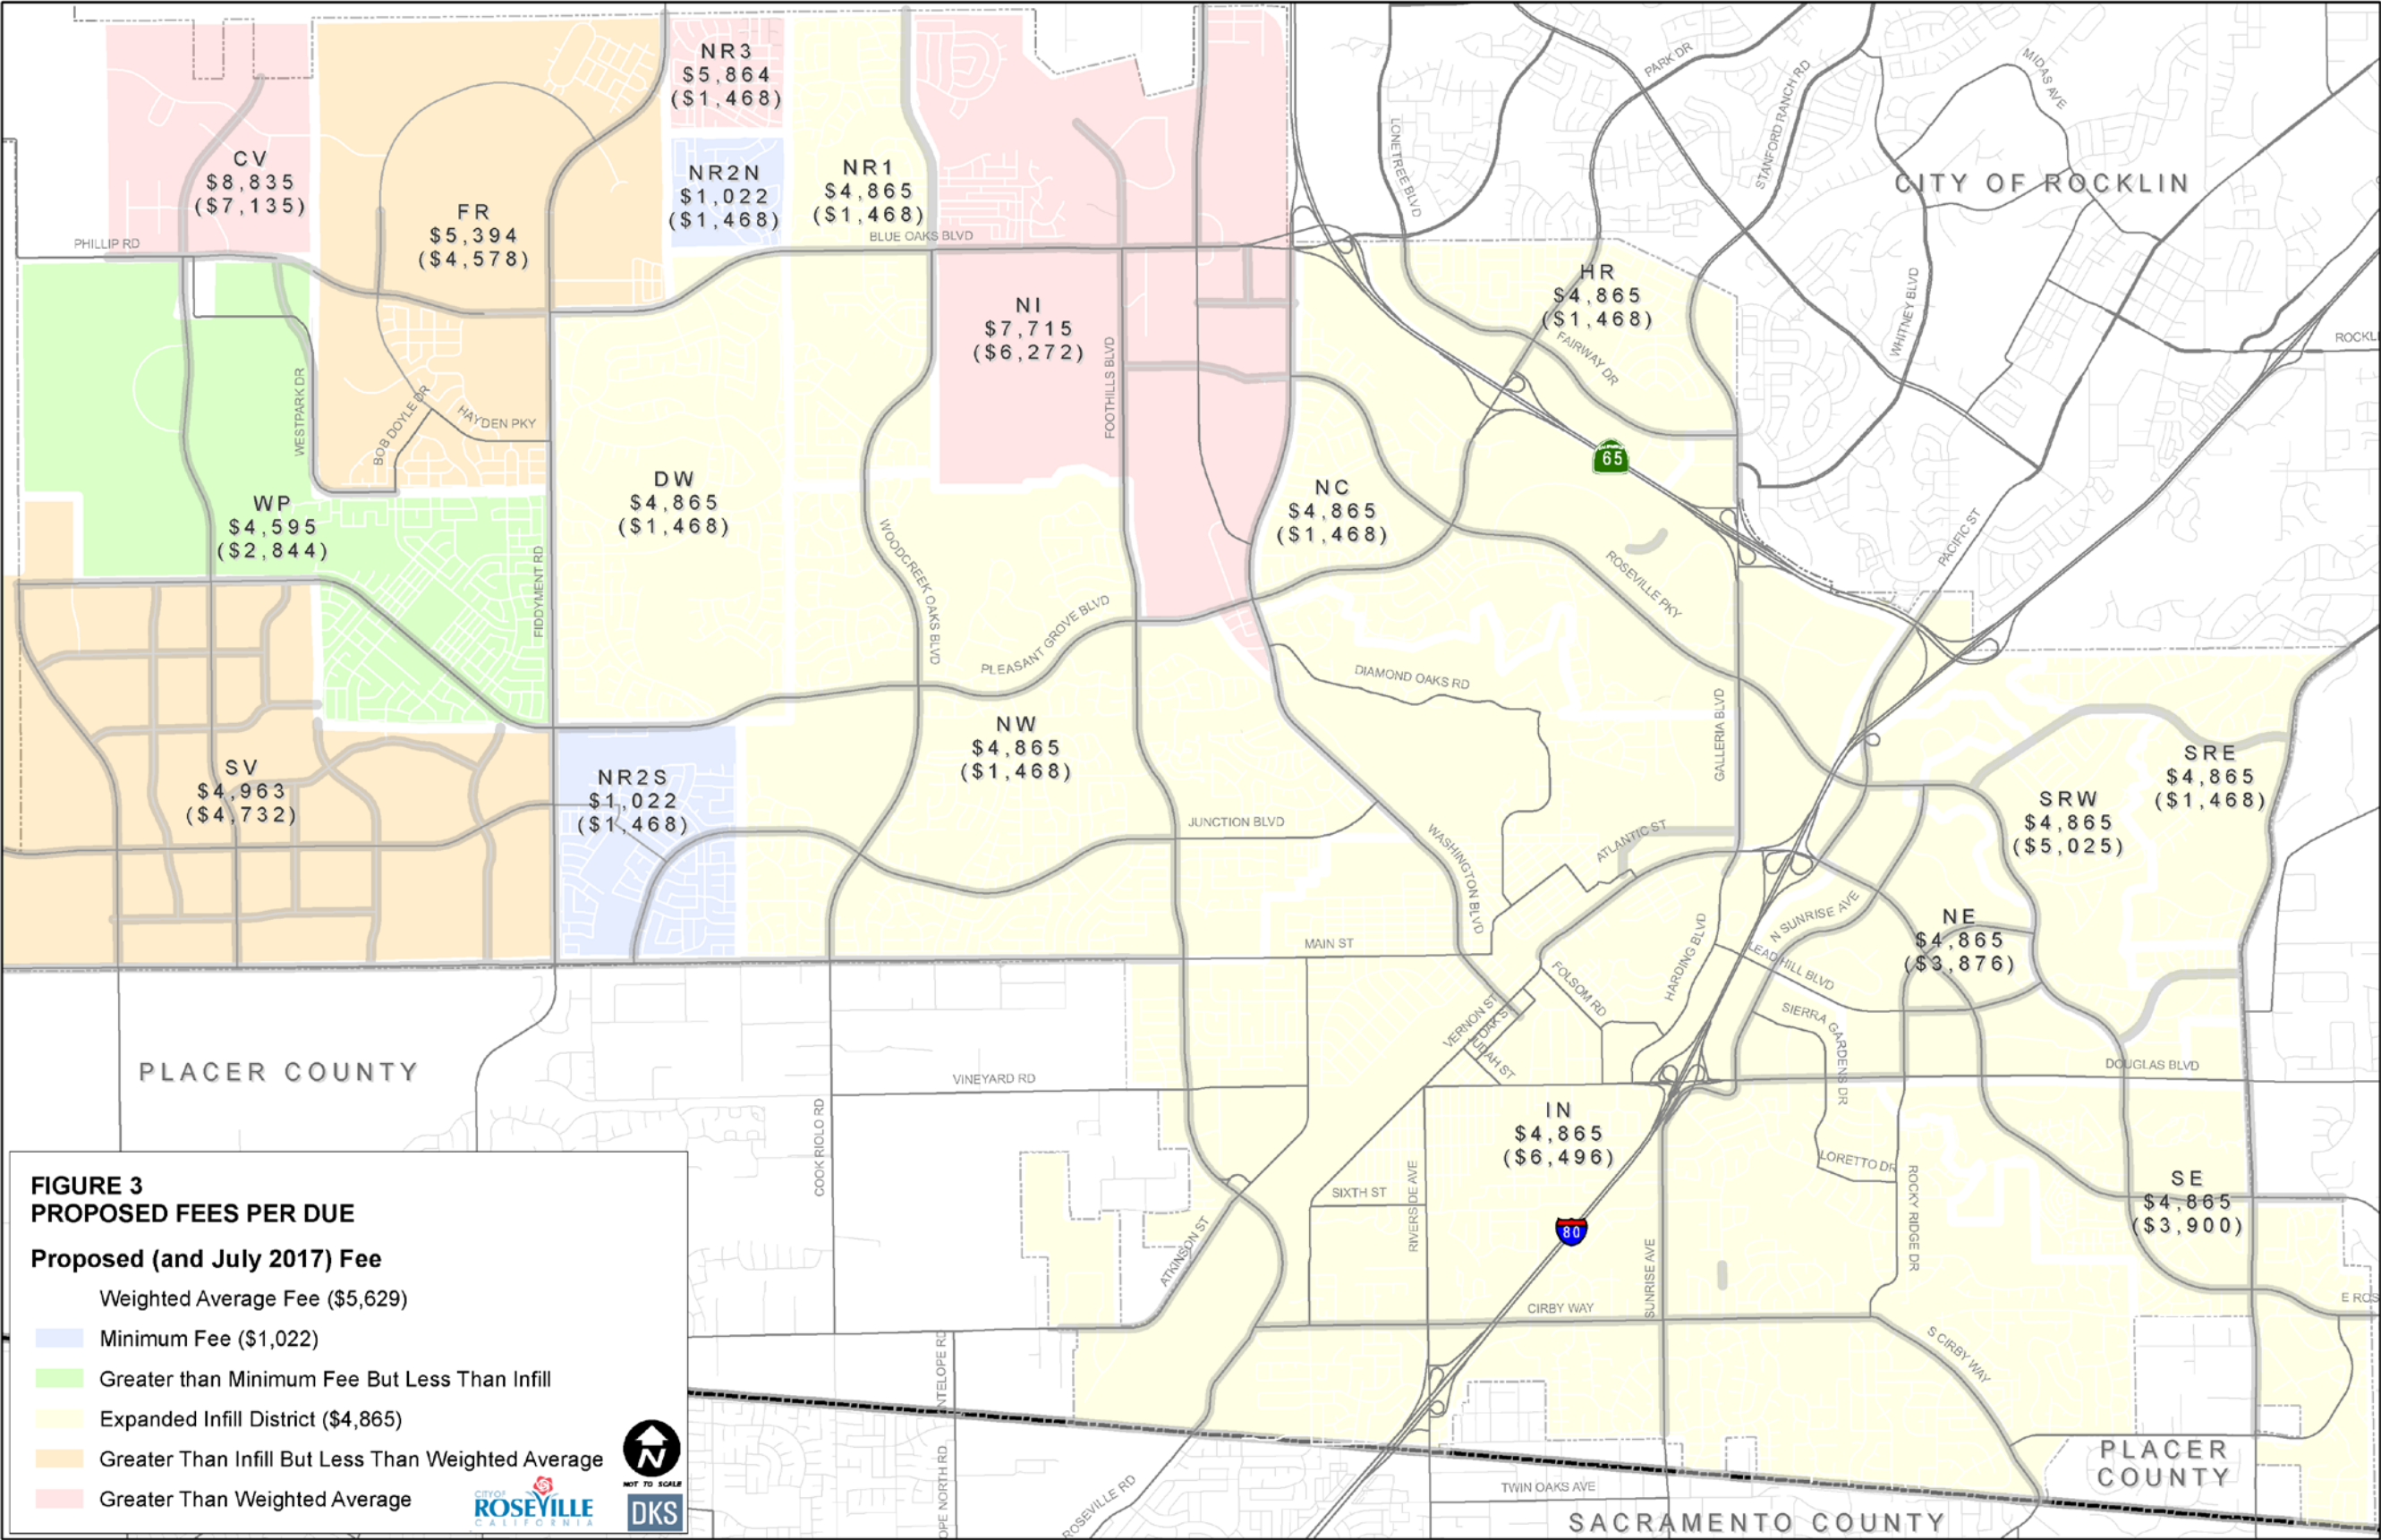 NR3
$5,864
($1,468)
PARK DR
MIDAS AVE
STANFORD RANCH RD
LONETREE BLVD
CITY OF ROCKLIN
CV
$8,835
($7,135)
NR2N
$1,022
($1,468)
NR1
$4,865
($1,468)
FR
$5,394
($4,578)
PHILLIP RD
BLUE OAKS BLVD
HR
$4,865
($1,468)
NI
$7,715
($6,272)
FOOTHILLS BLVD
FAIRWAY DR
WHITNEY BLVD
ROCKLI
WESTPARK DR
BOB DOYLE DR
HAYDEN PKY
65
DW
$4,865
($1,468)
NC
$4,865
($1,468)
WP
$4,595
($2,844)
FIDDYMENT RD
WOODCREEK OAKS BLVD
PLEASANT GROVE BLVD
ROSEVILLE PKY
PACIFIC ST
DIAMOND OAKS RD
GALLERIA BLVD
NW
$4,865
($1,468)
SV
$4,963
($4,732)
NR2S
$1,022
($1,468)
SRE
$4,865
($1,468)
SRW
$4,865
($5,025)
JUNCTION BLVD
WASHINGTON BLVD
ATLANTIC ST
N SUNRISE AVE
NE
$4,865
($3,876)
MAIN ST
HARDING BLVD
LEAD HILL BLVD
FOLSOM RD
VERNON ST
OAK ST
JUDAH ST
SIERRA GARDENS DR
DOUGLAS BLVD
PLACER COUNTY
VINEYARD RD
COOK RIOLO RD
IN
$4,865
($6,496)
SIXTH ST
RIVERSIDE AVE
LORETTO DR
ROCKY RIDGE DR
SE
$4,865
($3,900)
80
ATKINSON ST
SUNRISE AVE
CIRBY WAY
S CIRBY WAY
E ROS
FIGURE 3
PROPOSED FEES PER DUE
Proposed (and July 2017) Fee
Weighted Average Fee ($5,629)
Minimum Fee ($1,022)
Greater than Minimum Fee But Less Than Infill
Expanded Infill District ($4,865)
Greater Than Infill But Less Than Weighted Average
Greater Than Weighted Average
N
NOT TO SCALE
CITY OF
ROSEVILLE
CALIFORNIA
DKS
NTELOPE RD
OPE NORTH RD
ROSEVILLE RD
TWIN OAKS AVE
PLACER
COUNTY
SACRAMENTO COUNTY